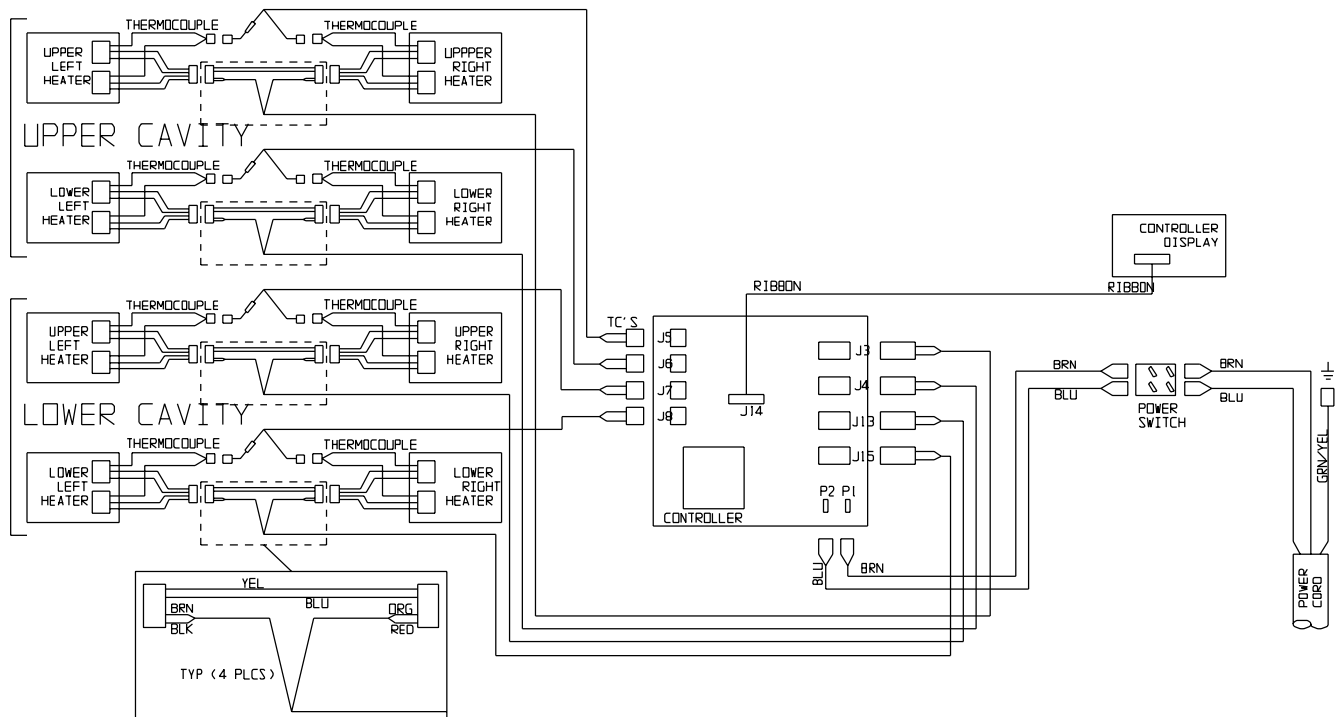 THERMOCOUPLE
THERMOCOUPLE
UPPPER
LEFT
HEATER
UPPPER
RIGHT
HEATER
UPPER CAVITY
THERMOCOUPLE
THERMOCOUPLE
LOWER
LEFT
HEATER
LOWER
RIGHT
HEATER
THERMOCOUPLE
THERMOCOUPLE
UPPER
LEFT
HEATER
UPPER
RIGHT
HEATER
LOWER CAVITY
THERMOCOUPLE
THERMOCOUPLE
LOWER
LEFT
HEATER
LOWER
RIGHT
HEATER
YEL
BLU
BRN
BLK
ORG
RED
TYP (4 PLCS)
TC'S
J5
J6
J7
J8
RIBBON
J14
J3
J4
J13
J15
P2 P1
CONTROLLER
BLU
BRN
CONTROLLER
DISPLAY
RIBBON
BRN
BLU
POWER
SWITCH
BRN
BLU
GRN/YEL
POWER
CORD